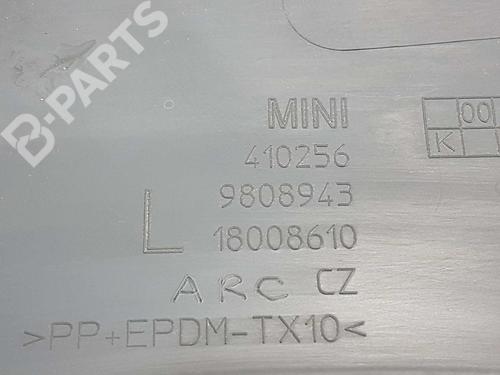 B-PARTS
MINI
00
K
410256
9808943
L
18008610
ARC CZ
>PP+EPDM-TX10<